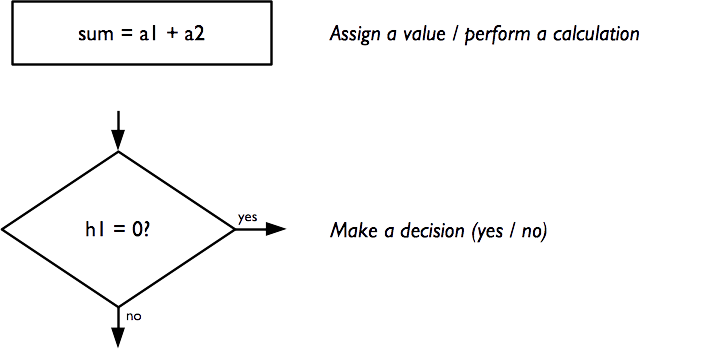 sum = a1 + a2
Assign a value / perform a calculation
h1 = 0?
yes
Make a decision (yes / no)
no